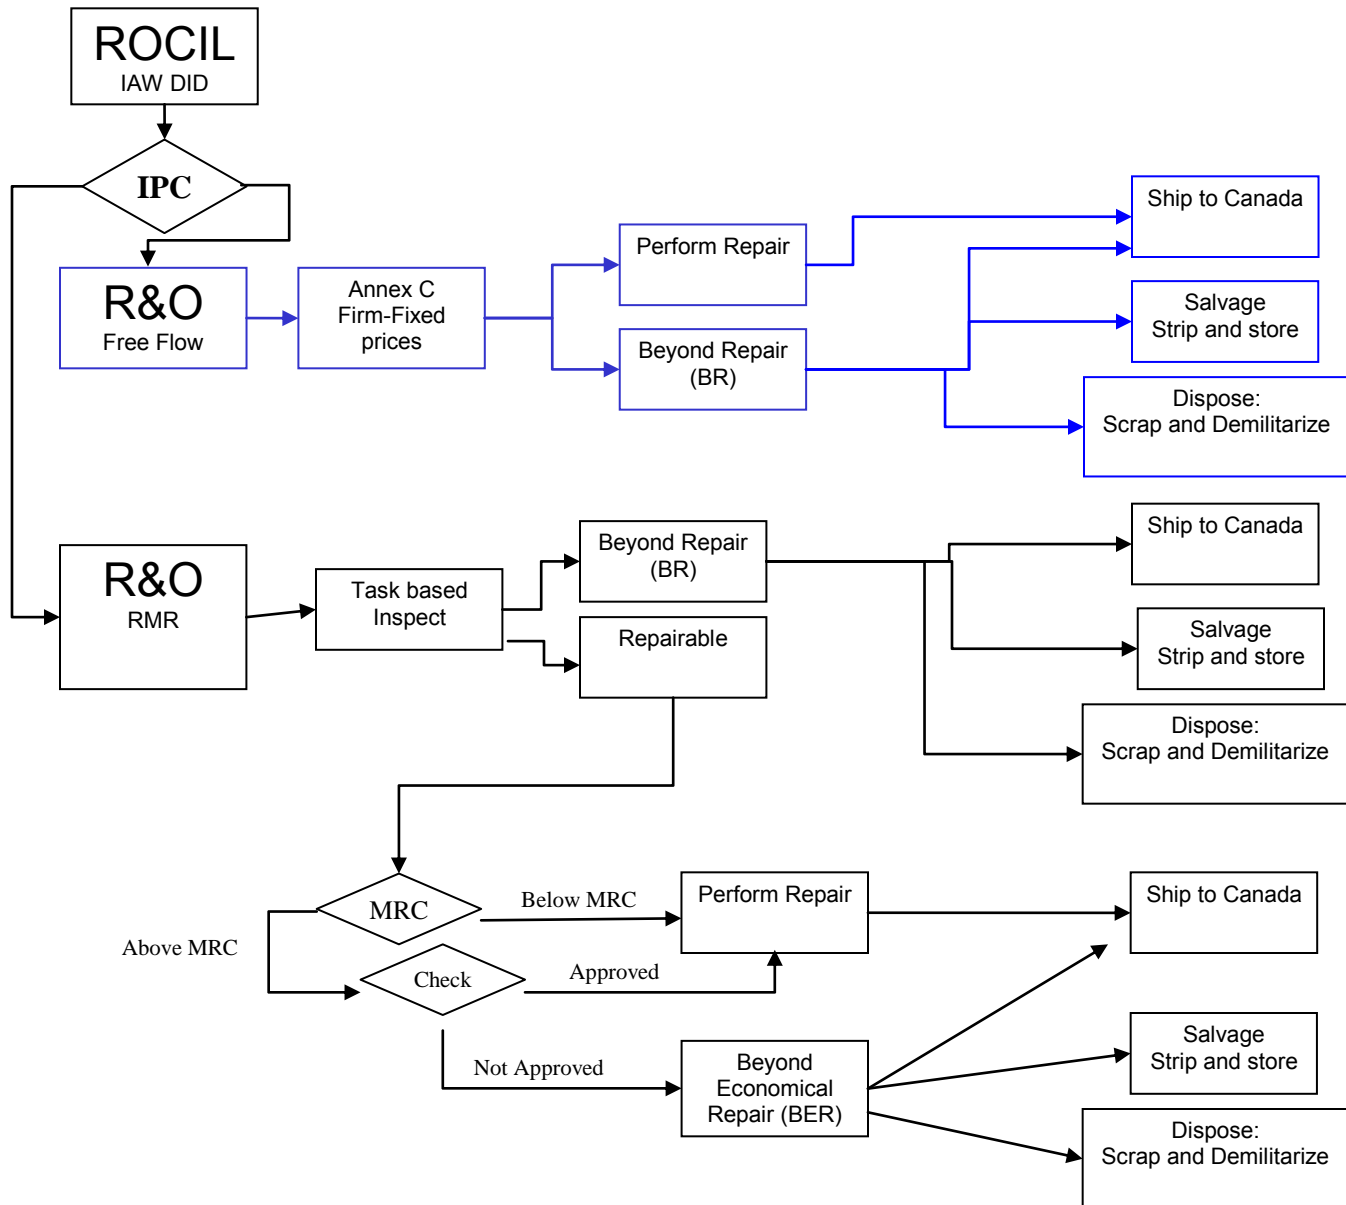 ROCIL
IAW DID
IPC
R&O
Free Flow
Annex C
Firm-Fixed
prices
Perform Repair
Beyond Repair
(BR)
Ship to Canada
Salvage
Strip and store
Dispose:
Scrap and Demilitarize
R&O
RMR
Task based
Inspect
Beyond Repair
(BR)
Repairable
Ship to Canada
Salvage
Strip and store
Dispose:
Scrap and Demilitarize
MRC
Below MRC
Above MRC
Check
Approved
Not Approved
Perform Repair
Beyond
Economical
Repair (BER)
Ship to Canada
Salvage
Strip and store
Dispose:
Scrap and Demilitarize